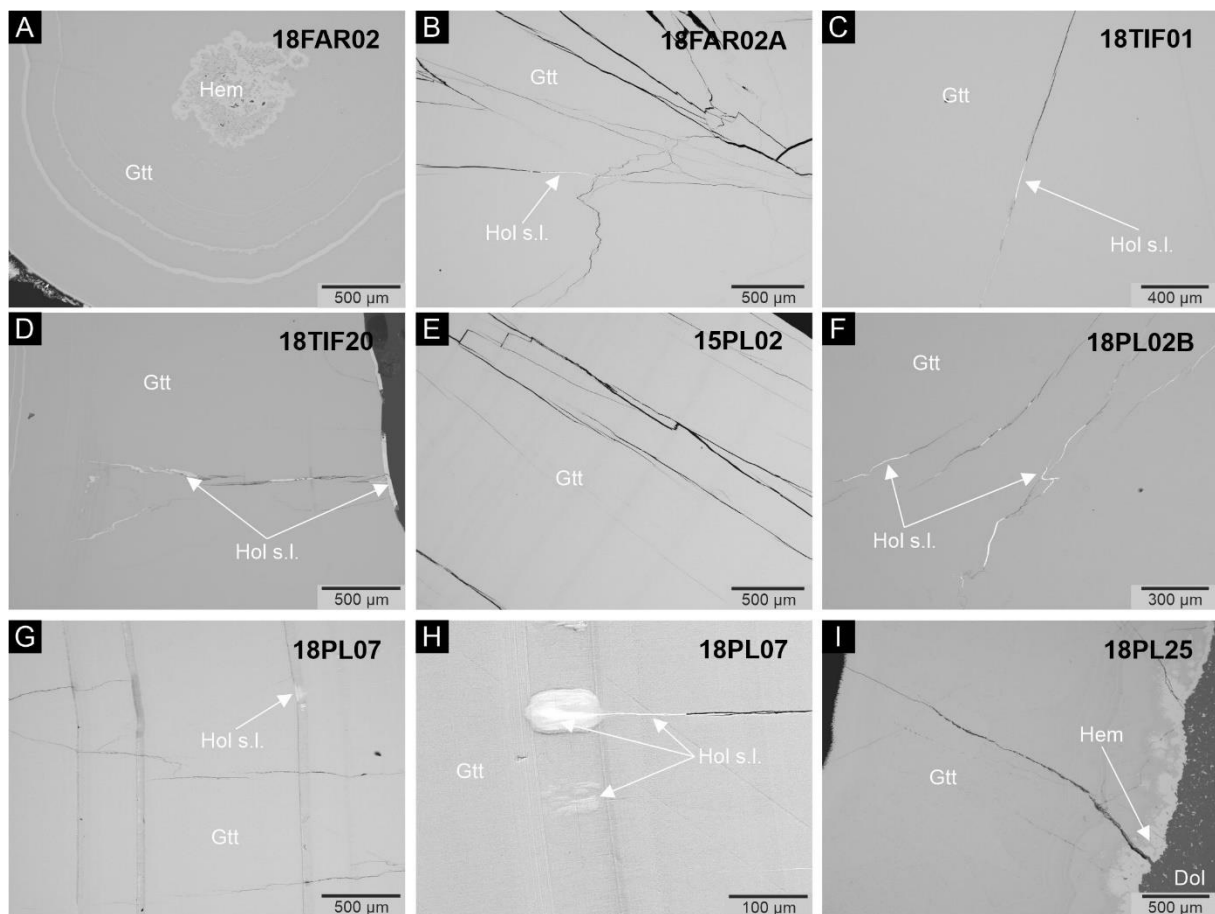 A
18FAR02
Hem
Gtt
500 µm
B
18FAR02A
Gtt
Hol s.l.
500 µm
C
18TIF01
Gtt
Hol s.l.
400 µm
D
18TIF20
Gtt
Hol s.l.
500 µm
E
15PL02
Gtt
500 µm
F
18PL02B
Gtt
Hol s.l.
300 µm
G
18PL07
Hol s.l.
Gtt
500 µm
H
18PL07
Gtt
Hol s.l.
100 µm
I
18PL25
Hem
Gtt
Dol
500 µm